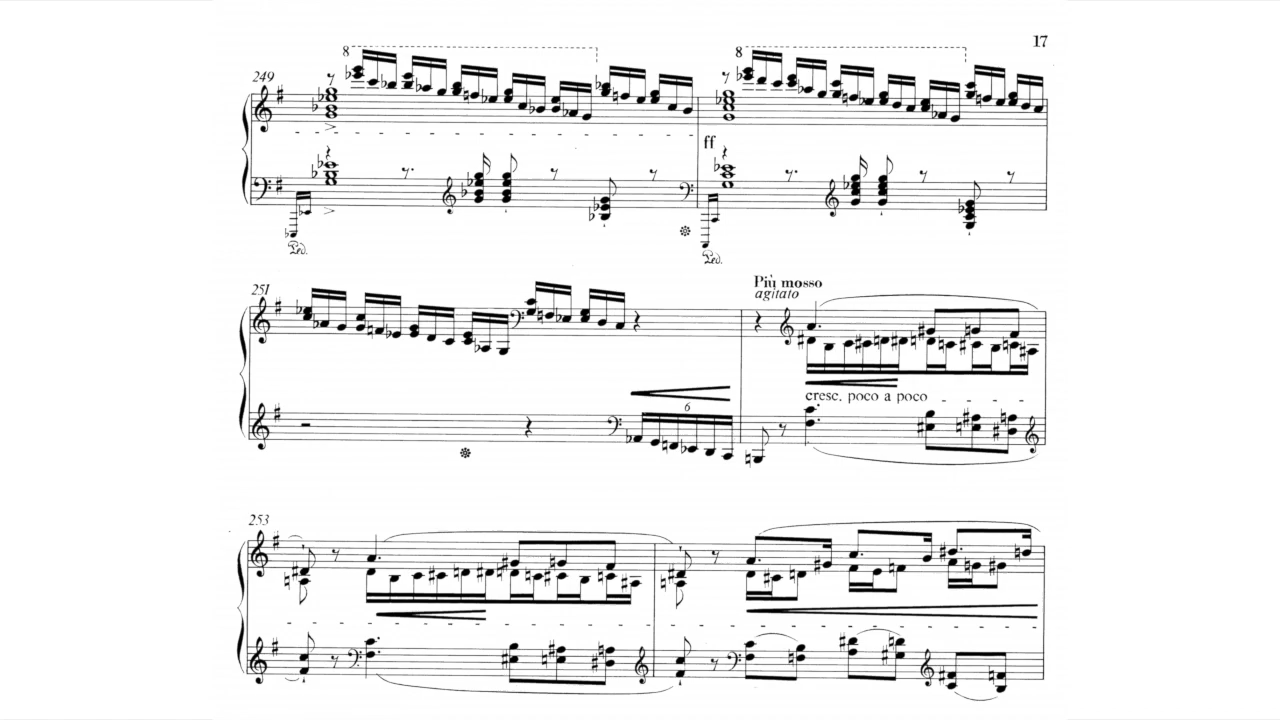 17
249
8
8
ff
Ped.
Ped.
251
Più mosso
agitato
6
cresc. poco a poco
253